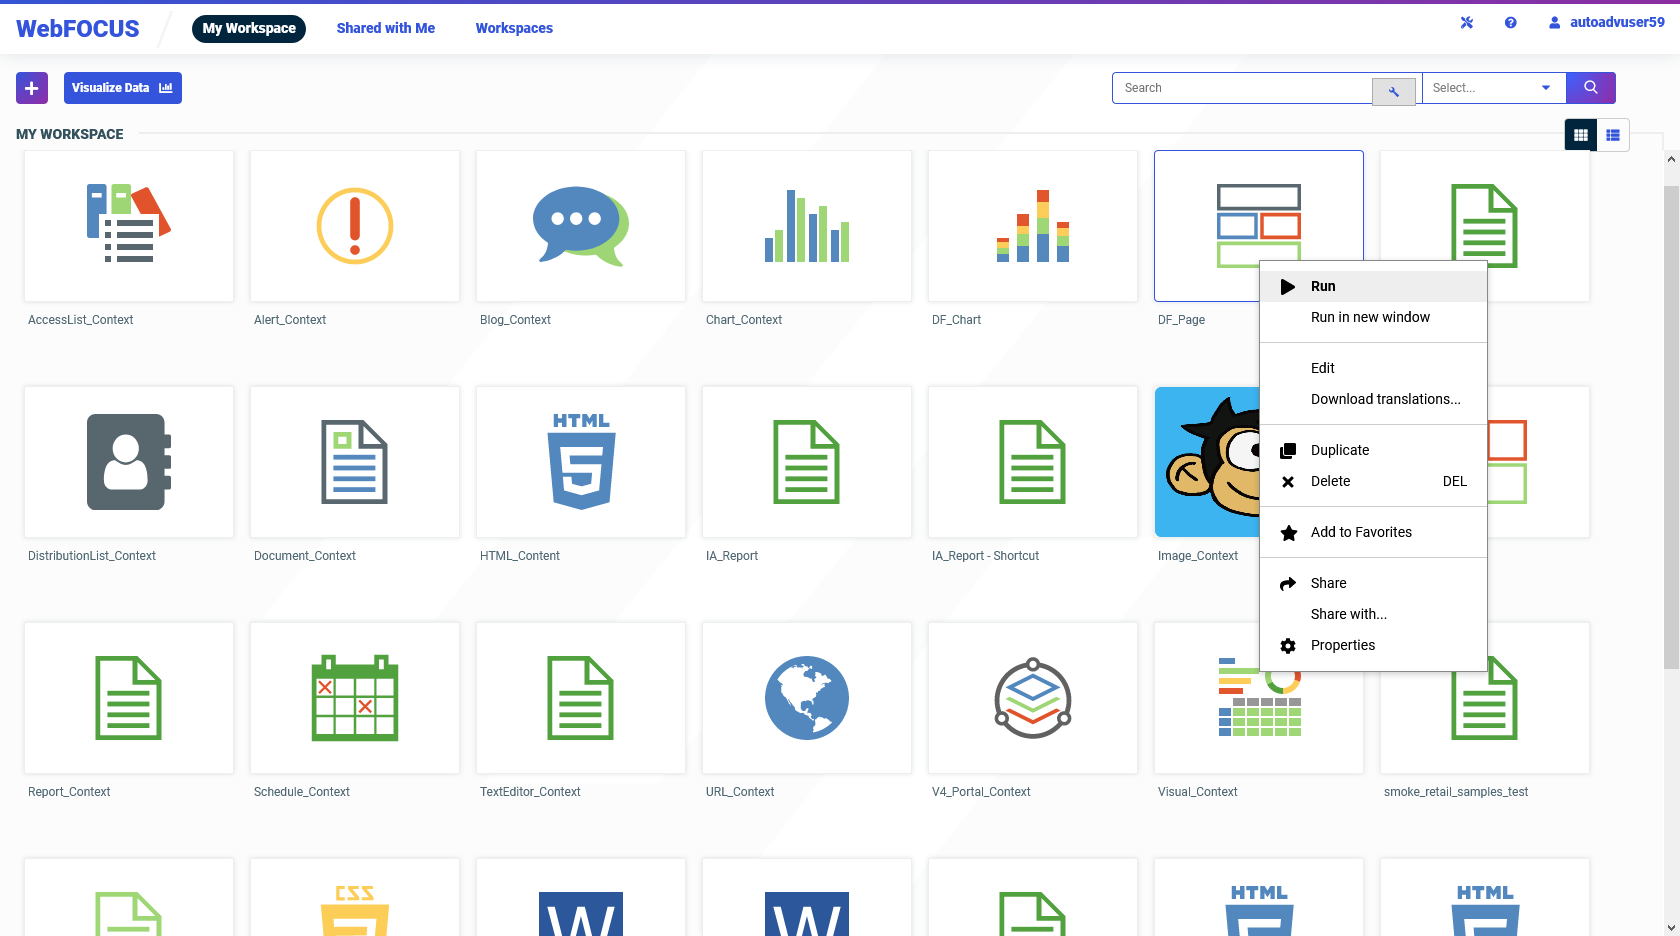 WebFOCUS
My Workspace
Shared with Me
Workspaces
autoadvuser59
Visualize Data
Search
Select...
MY WORKSPACE
AccessList_Context
Alert_Context
Blog_Context
Chart_Context
DF_Chart
DF_Page
Run
Run in new window
Edit
Download translations...
Duplicate
Delete DEL
Add to Favorites
Share
Share with...
Properties
HTML
5
DistributionList_Context
Document_Context
HTML_Content
IA_Report
IA_Report - Shortcut
Image_Context
Report_Context
Schedule_Context
TextEditor_Context
URL_Context
V4_Portal_Context
Visual_Context
smoke_retail_samples_test
CSS
W
W
HTML
HTML